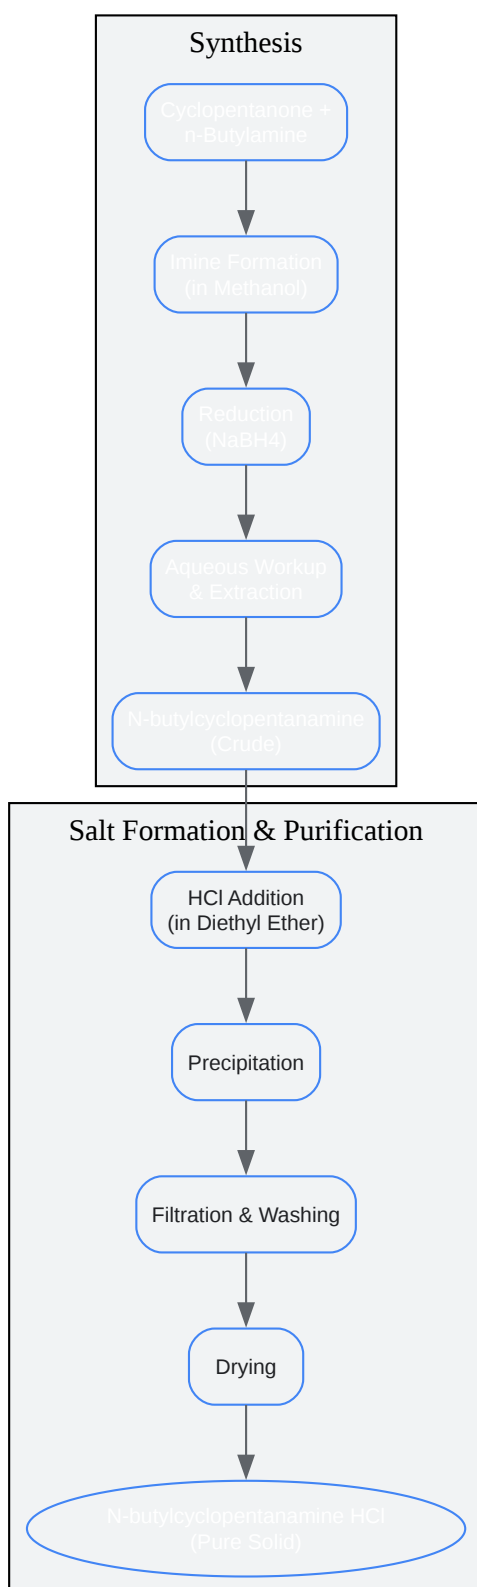 Synthesis
Cyclopentanone +
n-Butylamine
Imine Formation
(in Methanol)
Reduction
(NaBH4)
Aqueous Workup
& Extraction
N-butylcyclopentanamine
(Crude)
Salt Formation & Purification
HCl Addition
(in Diethyl Ether)
Precipitation
Filtration & Washing
Drying
N-butylcyclopentanamine HCl
(Pure Solid)